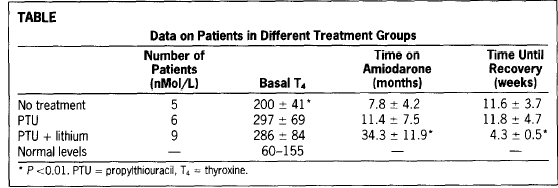 TABLE
Data on Patients in Different Treatment Groups
Number of Patients (nMol/L) Basal T₄ Time on Amiodarone (months) Time Until Recovery (weeks)
No treatment 5 200 ± 41* 7.8 ± 4.2 11.6 ± 3.7
PTU 6 297 ± 69 11.4 ± 7.5 11.8 ± 4.7
PTU + lithium 9 286 ± 84 34.3 ± 11.9* 4.3 ± 0.5*
Normal levels — 60–155 — —
* P <0.01. PTU = propylthiouracil, T₄ = thyroxine.